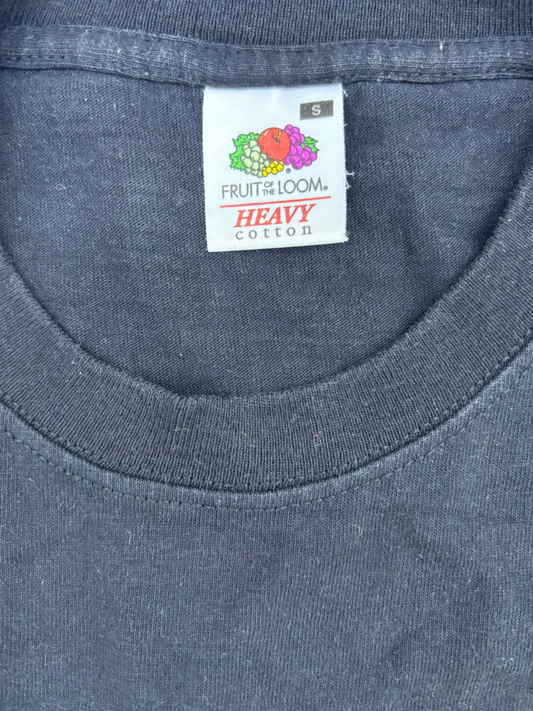 S
FRUIT OF THE LOOM®
HEAVY
cotton